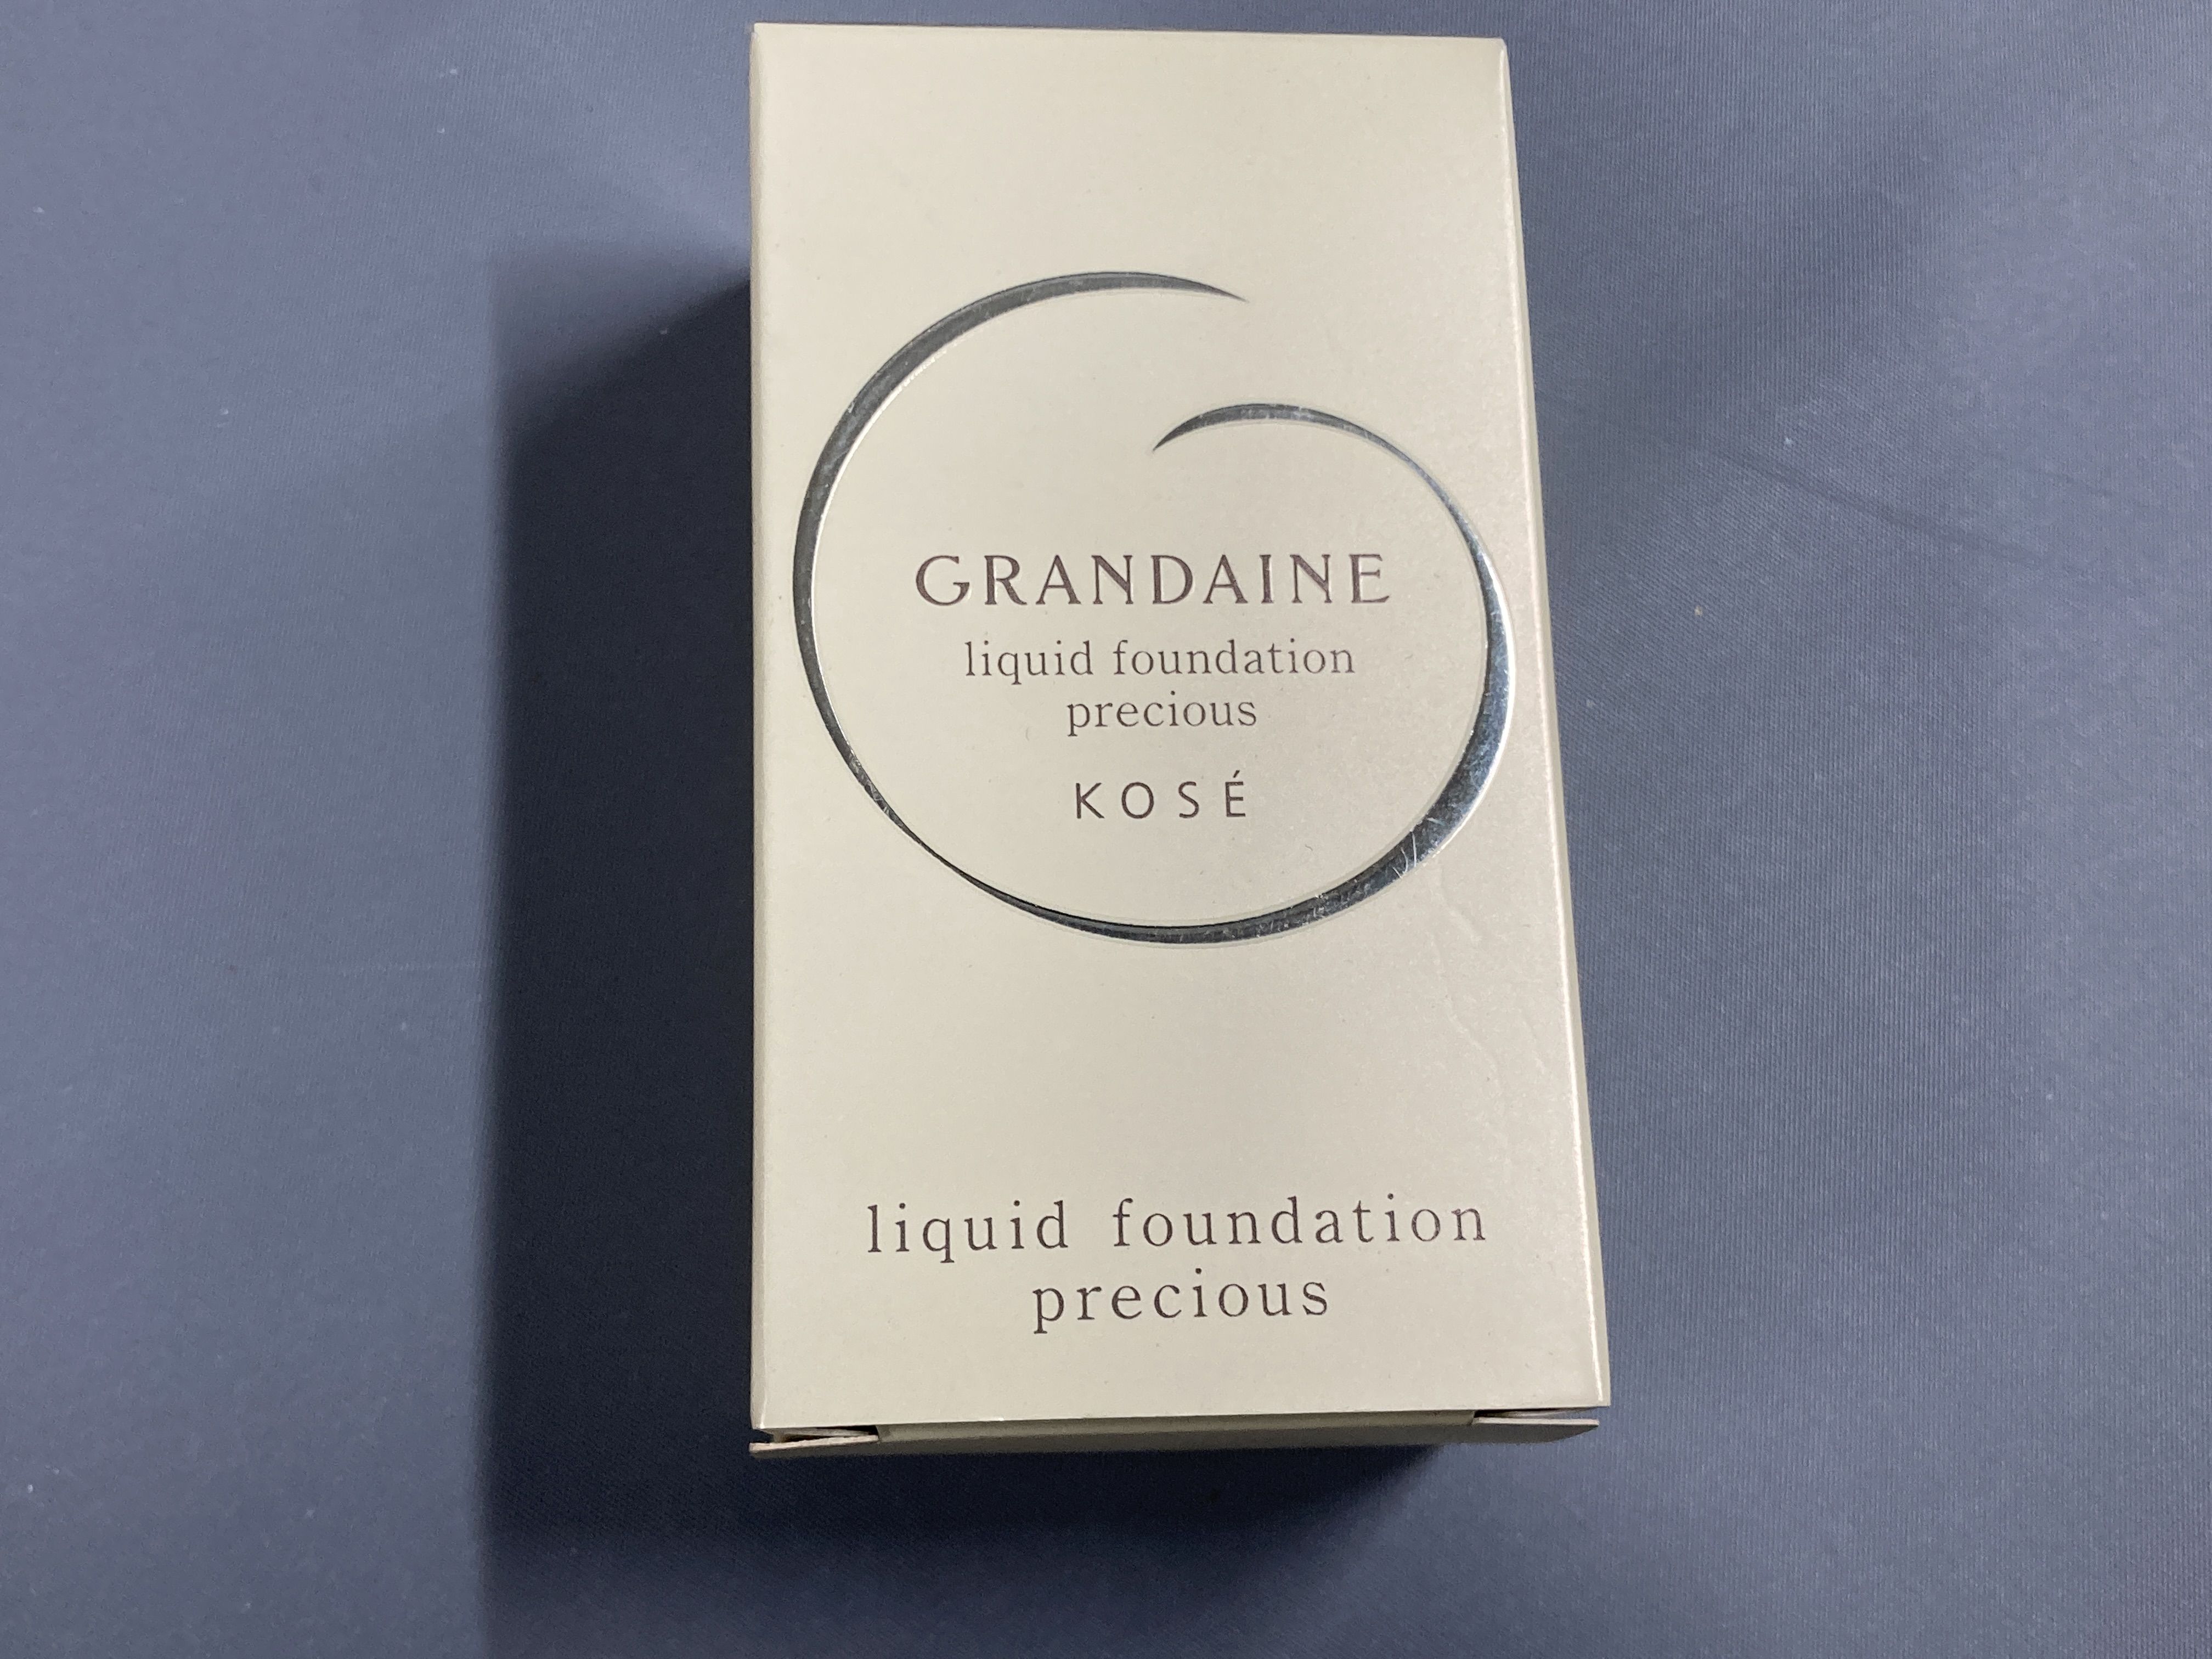 GRANDAINE
liquid foundation
precious
KOSÉ
liquid foundation
precious